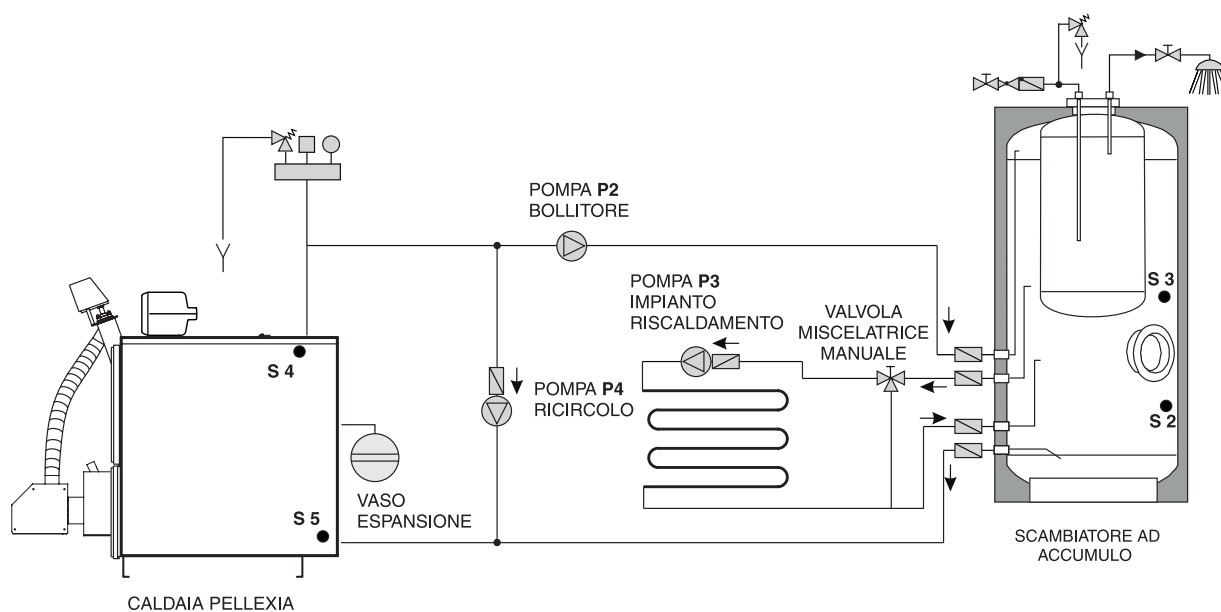 POMPA P2
BOLLITORE
POMPA P3
IMPIANTO
RISCALDAMENTO
VALVOLA
MISCELATRICE
MANUALE
S 3
S 4
POMPA P4
RICIRCOLO
S 2
VASO
ESPANSIONE
S 5
SCAMBIATORE AD
ACCUMULO
CALDAIA PELLEXIA